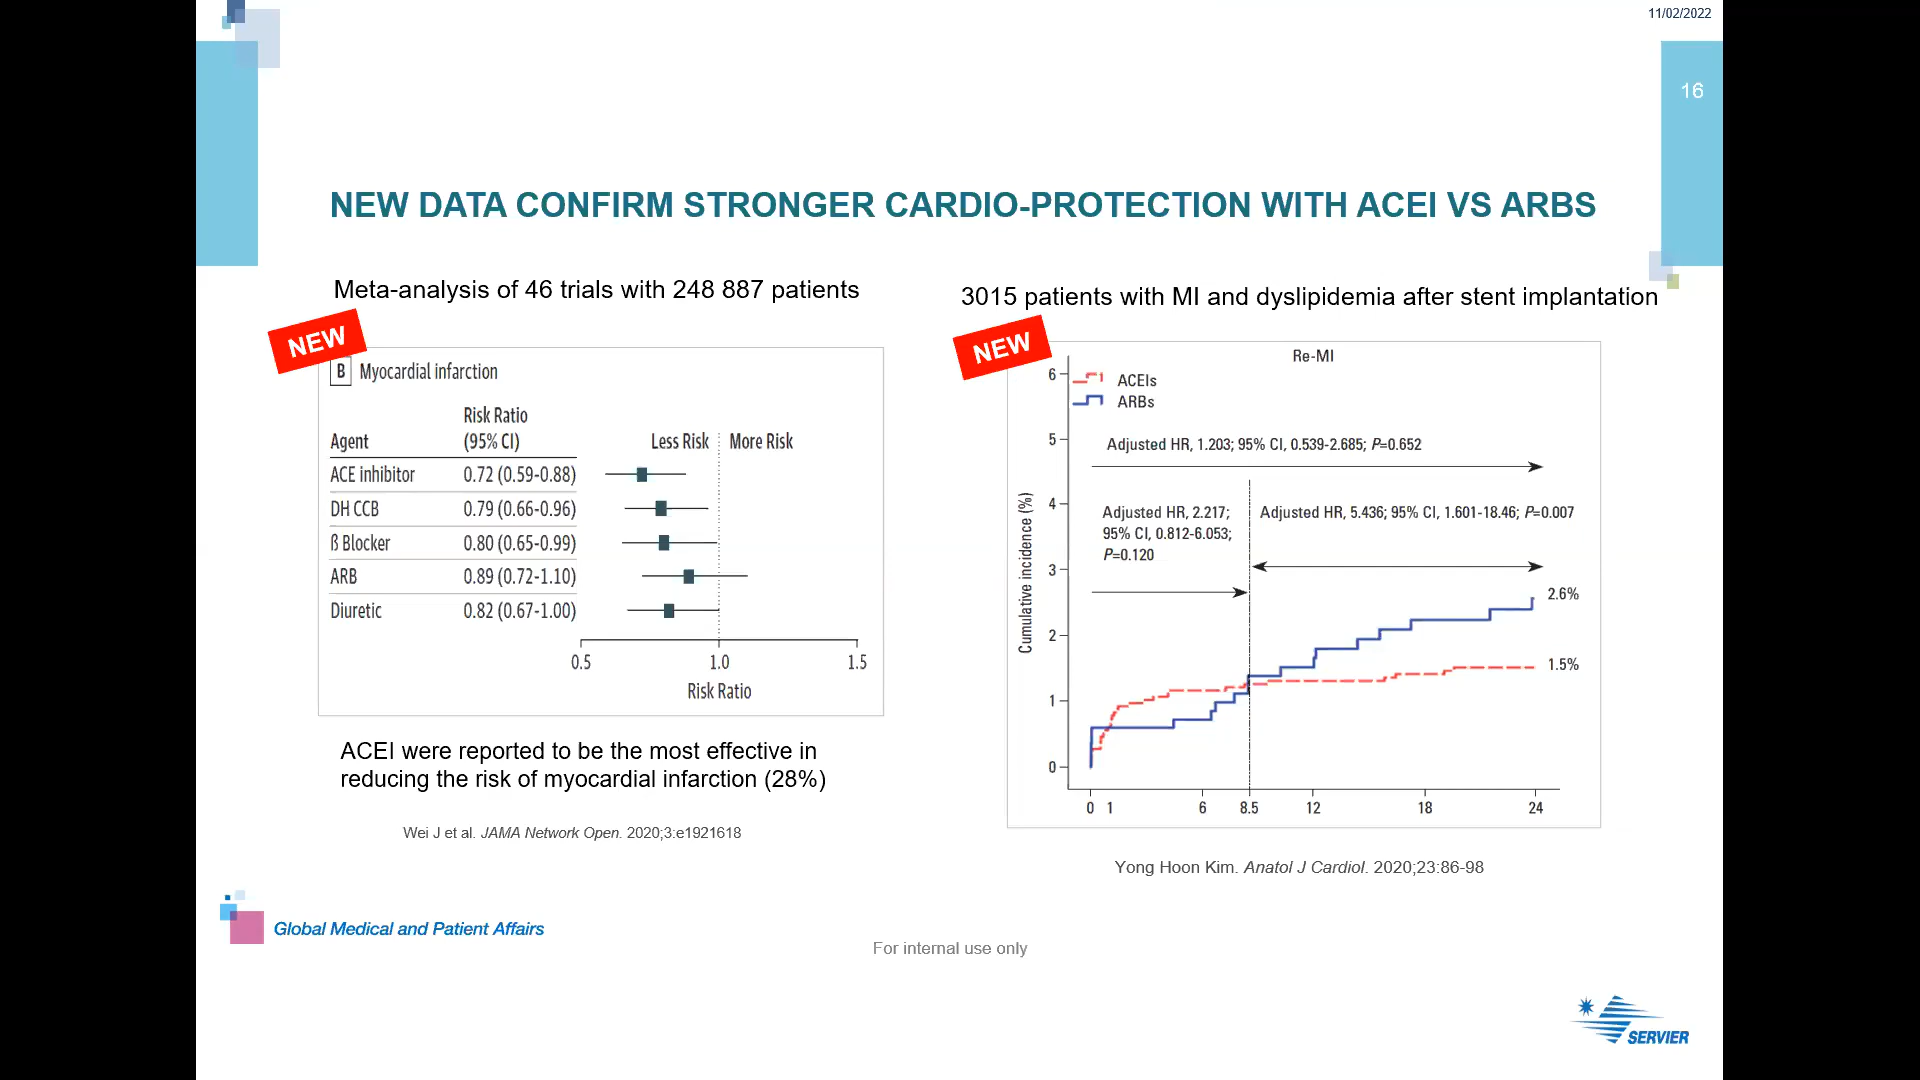 11/02/2022
16
NEW DATA CONFIRM STRONGER CARDIO-PROTECTION WITH ACEI VS ARBS
Meta-analysis of 46 trials with 248 887 patients
NEW
B Myocardial infarction
Risk Ratio
Agent (95% CI) Less Risk More Risk
ACE inhibitor 0.72 (0.59-0.88)
DH CCB 0.79 (0.66-0.96)
ß Blocker 0.80 (0.65-0.99)
ARB 0.89 (0.72-1.10)
Diuretic 0.82 (0.67-1.00)
0.5 1.0 1.5
Risk Ratio
ACEI were reported to be the most effective in
reducing the risk of myocardial infarction (28%)
Wei J et al. JAMA Network Open. 2020;3:e1921618
3015 patients with MI and dyslipidemia after stent implantation
NEW
Re-MI
ACEIs
ARBs
Adjusted HR, 1.203; 95% CI, 0.539-2.685; P=0.652
Adjusted HR, 2.217;
95% CI, 0.812-6.053;
P=0.120
Adjusted HR, 5.436; 95% CI, 1.601-18.46; P=0.007
Cumulative incidence (%)
6
5
4
3
2
1
0
2.6%
1.5%
0 1 6 8.5 12 18 24
Yong Hoon Kim. Anatol J Cardiol. 2020;23:86-98
Global Medical and Patient Affairs
For internal use only
SERVIER